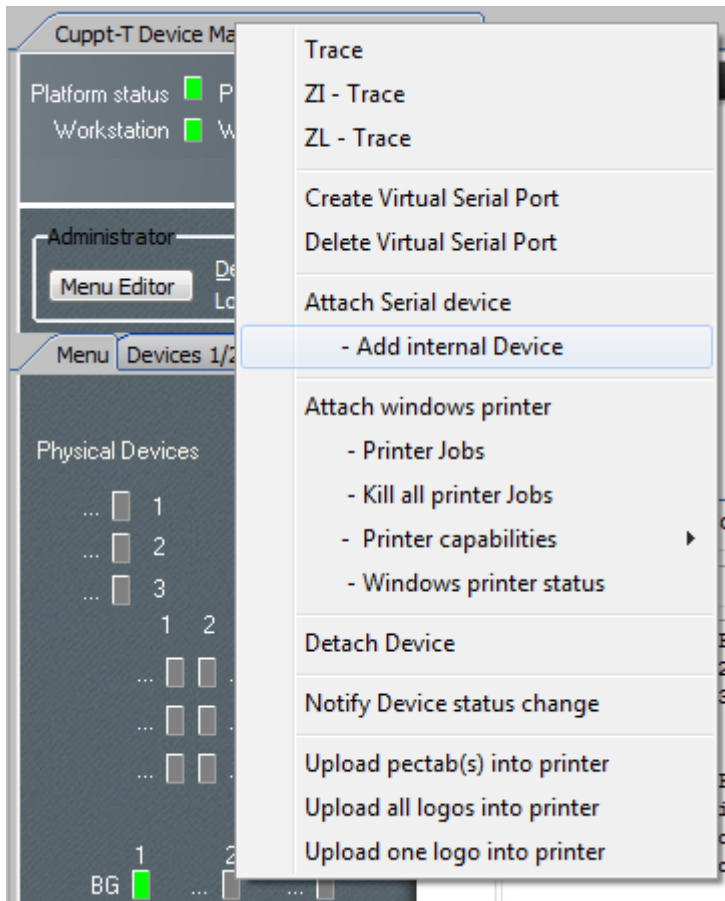 Cuppt-T Device Ma
Platform status P
Workstation W
Administrator
Menu Editor
De
Lo
Menu Devices 1/2
Physical Devices
... 1
... 2
... 3
1 2
...
...
...
1 2
BG ... ...
Trace
ZI - Trace
ZL - Trace
Create Virtual Serial Port
Delete Virtual Serial Port
Attach Serial device
- Add internal Device
Attach windows printer
- Printer Jobs
- Kill all printer Jobs
- Printer capabilities
- Windows printer status
Detach Device
Notify Device status change
Upload pectab(s) into printer
Upload all logos into printer
Upload one logo into printer